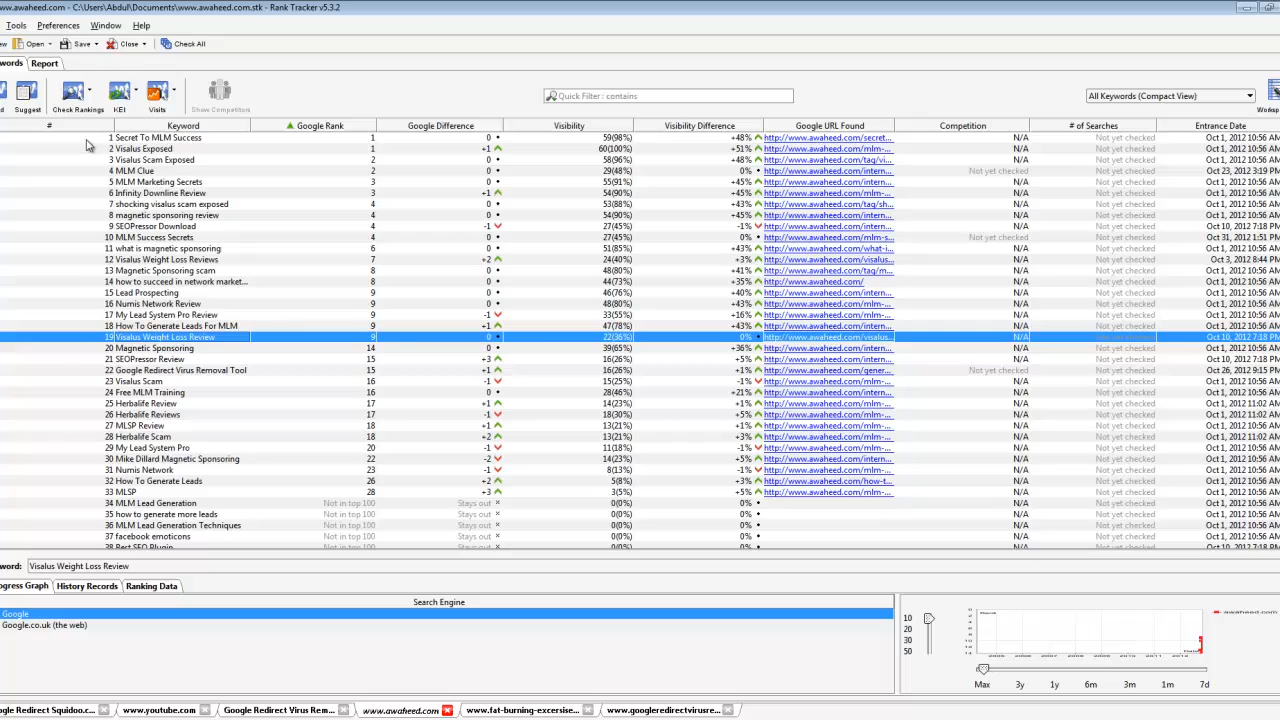 www.awaheed.com - C:\Users\Abdul\Documents\www.awaheed.com.stk - Rank Tracker v5.3.2
Tools Preferences Window Help
Open Save Close Check All
Report
Suggest Check Rankings KEI Visits Show Competitors Quick Filter : contains All Keywords (Compact View)
# Keyword Google Rank Google Difference Visibility Visibility Difference Google URL Found Competition # of Searches Entrance Date
1 Secret To MLM Success 1 0 59(98%) +48% http://www.awaheed.com/secret... N/A Not yet checked Oct 1, 2012 10:56 AM
2 Visalus Exposed 1 +1 60(100%) +51% http://www.awaheed.com/mlm-... N/A Not yet checked Oct 1, 2012 10:56 AM
3 Visalus Scam Exposed 2 0 58(96%) +48% http://www.awaheed.com/tag/vi... N/A Not yet checked Oct 1, 2012 10:56 AM
4 MLM Clue 2 0 29(48%) 0% http://www.awaheed.com/intern... Not yet checked Not yet checked Oct 23, 2012 3:19 PM
5 MLM Marketing Secrets 3 0 55(91%) +45% http://www.awaheed.com/mlm-... N/A Not yet checked Oct 1, 2012 10:56 AM
6 Infinity Downline Review 3 +1 54(90%) +43% http://www.awaheed.com/intern... N/A Not yet checked Oct 1, 2012 10:56 AM
7 shocking visalus scam exposed 4 0 53(88%) +43% http://www.awaheed.com/tag/sh... N/A Not yet checked Oct 1, 2012 10:56 AM
8 magnetic sponsoring review 4 0 54(90%) +45% http://www.awaheed.com/intern... N/A Not yet checked Oct 1, 2012 10:56 AM
9 SEOPressor Download 4 -1 27(45%) -1% http://www.awaheed.com/intern... N/A Not yet checked Oct 10, 2012 7:18 PM
10 MLM Success Secrets 4 0 27(45%) 0% http://www.awaheed.com/mlm-s... Not yet checked Not yet checked Oct 31, 2012 1:51 PM
11 what is magnetic sponsoring 6 0 51(85%) +43% http://www.awaheed.com/what-i... N/A Not yet checked Oct 1, 2012 10:56 AM
12 Visalus Weight Loss Reviews 7 +2 24(40%) +3% http://www.awaheed.com/visalus... N/A Not yet checked Oct 3, 2012 8:44 PM
13 Magnetic Sponsoring scam 8 0 48(80%) +41% http://www.awaheed.com/tag/m... N/A Not yet checked Oct 1, 2012 10:56 AM
14 how to succeed in network market... 8 0 44(73%) +35% http://www.awaheed.com/ N/A Not yet checked Oct 1, 2012 10:56 AM
15 Lead Prospecting 9 0 46(76%) +40% http://www.awaheed.com/intern... N/A Not yet checked Oct 1, 2012 10:56 AM
16 Numis Network Review 9 0 48(80%) +43% http://www.awaheed.com/mlm-... N/A Not yet checked Oct 1, 2012 10:56 AM
17 My Lead System Pro Review 9 -1 33(55%) +16% http://www.awaheed.com/mlm-... N/A Not yet checked Oct 1, 2012 10:56 AM
18 How To Generate Leads For MLM 9 +1 47(78%) +43% http://www.awaheed.com/intern... N/A Not yet checked Oct 1, 2012 10:56 AM
19 Visalus Weight Loss Review 9 0 22(36%) 0% http://www.awaheed.com/visalus... N/A Not yet checked Oct 10, 2012 7:18 PM
20 Magnetic Sponsoring 14 0 39(65%) +36% http://www.awaheed.com/intern... N/A Not yet checked Oct 1, 2012 10:56 AM
21 SEOPressor Review 15 +3 16(26%) +5% http://www.awaheed.com/intern... N/A Not yet checked Oct 10, 2012 7:18 PM
22 Google Redirect Virus Removal Tool 15 +1 16(26%) +1% http://www.awaheed.com/gener... Not yet checked Not yet checked Oct 26, 2012 9:15 PM
23 Visalus Scam 16 -1 15(25%) -1% http://www.awaheed.com/mlm-... N/A Not yet checked Oct 1, 2012 10:56 AM
24 Free MLM Training 16 0 28(46%) +21% http://www.awaheed.com/intern... N/A Not yet checked Oct 1, 2012 10:56 AM
25 Herbalife Review 17 +1 14(23%) +3% http://www.awaheed.com/mlm-... N/A Not yet checked Oct 1, 2012 11:02 AM
26 Herbalife Reviews 17 -1 18(30%) +5% http://www.awaheed.com/mlm-... N/A Not yet checked Oct 1, 2012 11:02 AM
27 MLSP Review 18 -1 13(21%) +1% http://www.awaheed.com/mlm-... N/A Not yet checked Oct 1, 2012 10:56 AM
28 Herbalife Scam 18 +2 13(21%) +3% http://www.awaheed.com/mlm-... N/A Not yet checked Oct 1, 2012 11:02 AM
29 My Lead System Pro 20 -1 11(18%) -1% http://www.awaheed.com/mlm-... N/A Not yet checked Oct 1, 2012 10:56 AM
30 Mike Dillard Magnetic Sponsoring 22 -1 14(23%) +5% http://www.awaheed.com/intern... N/A Not yet checked Oct 1, 2012 10:56 AM
31 Numis Network 23 -1 8(13%) -1% http://www.awaheed.com/mlm-... N/A Not yet checked Oct 1, 2012 10:56 AM
32 How To Generate Leads 26 +2 5(8%) +3% http://www.awaheed.com/how-t... N/A Not yet checked Oct 1, 2012 10:56 AM
33 MLSP 28 +3 3(5%) +5% http://www.awaheed.com/mlm-... N/A Not yet checked Oct 1, 2012 10:56 AM
34 MLM Lead Generation Not in top 100 Stays out 0(0%) 0% N/A Not yet checked Oct 1, 2012 10:56 AM
35 how to generate more leads Not in top 100 Stays out 0(0%) 0% N/A Not yet checked Oct 1, 2012 10:56 AM
36 MLM Lead Generation Techniques Not in top 100 Stays out 0(0%) 0% N/A Not yet checked Oct 1, 2012 10:56 AM
37 facebook emoticons Not in top 100 Stays out 0(0%) 0% N/A Not yet checked Oct 1, 2012 10:56 AM
38 Best SEO Plugin
Visalus Weight Loss Review
Progress Graph History Records Ranking Data
Search Engine
Google
Google.co.uk (the web)
10
20
30
50
Max 3y 1y 6m 3m 1m 7d
Google Redirect Squidoo.c... www.youtube.com Google Redirect Virus Rem... www.awaheed.com www.fat-burning-excersise... www.googleredirectvirusre...